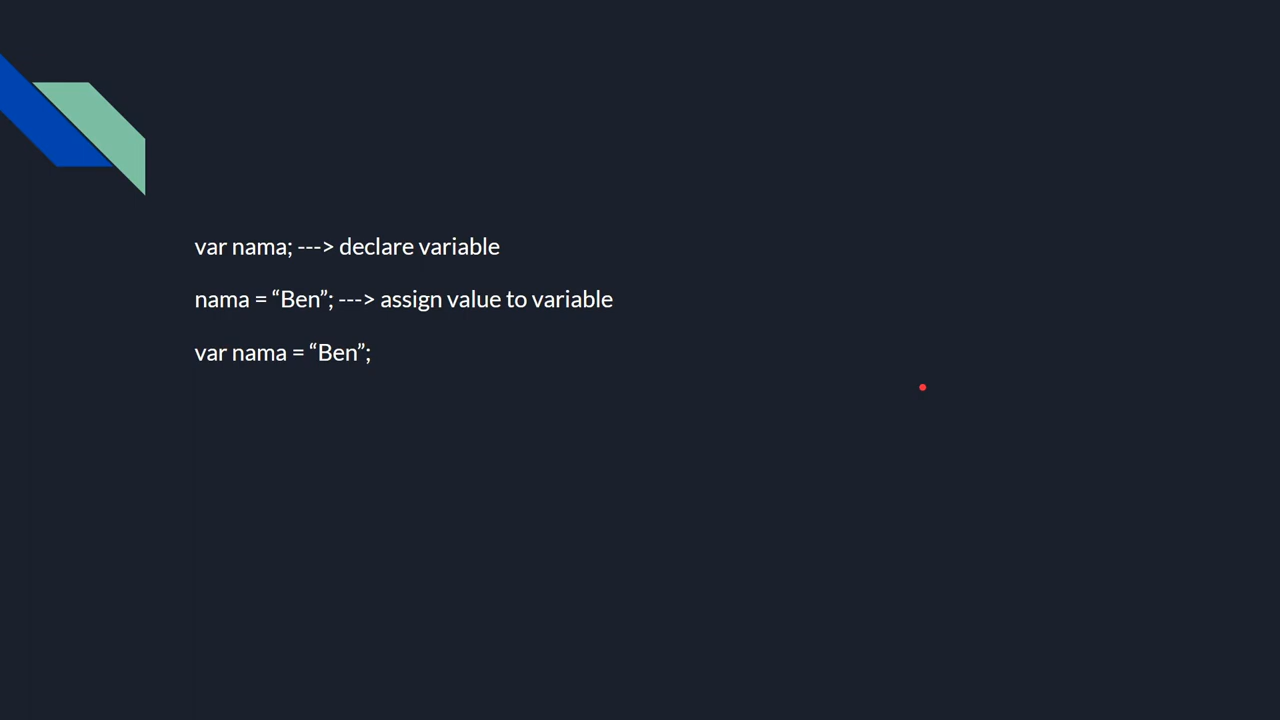 var nama; ---> declare variable
nama = “Ben”; ---> assign value to variable
var nama = “Ben”;